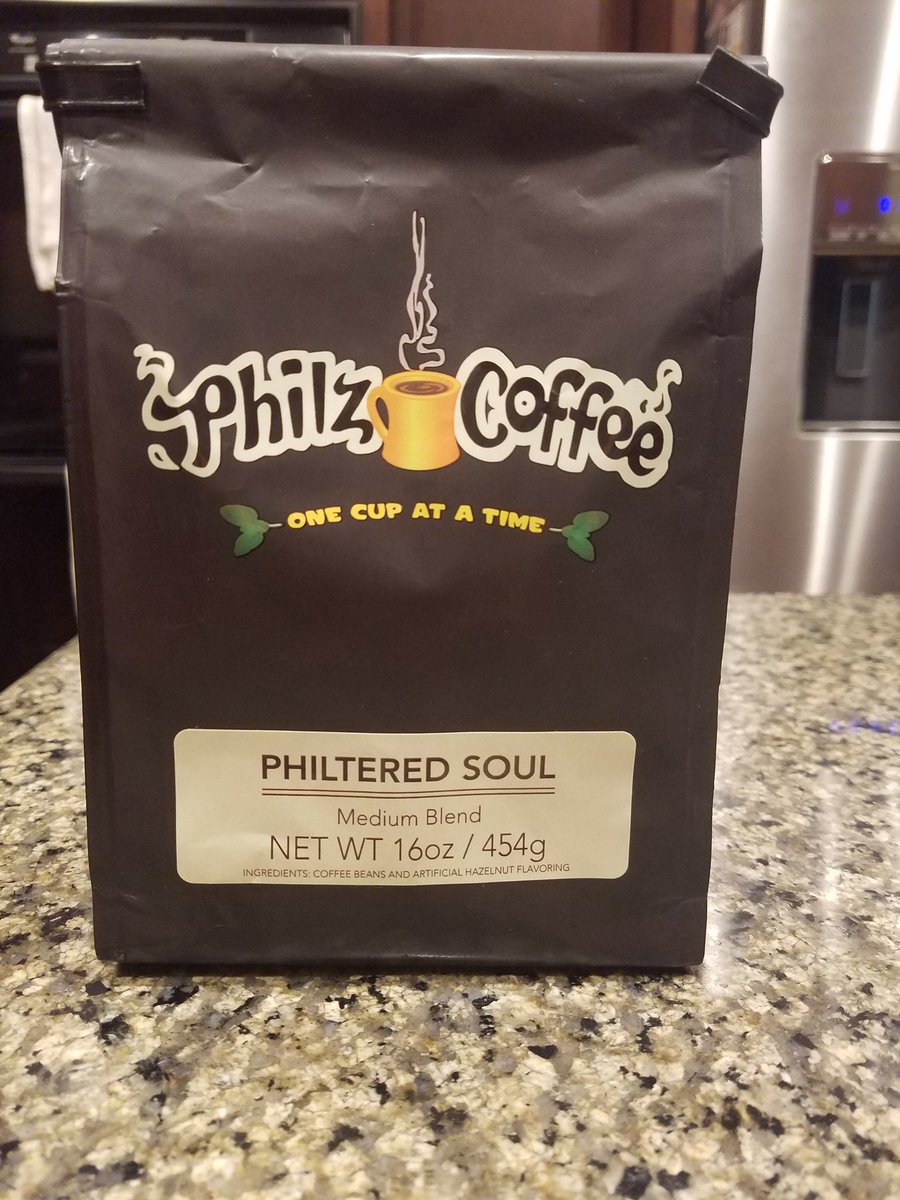 Philz Coffee
ONE CUP AT A TIME
PHILTERED SOUL
Medium Blend
NET WT 16oz / 454g
INGREDIENTS: COFFEE BEANS AND ARTIFICIAL HAZELNUT FLAVORING